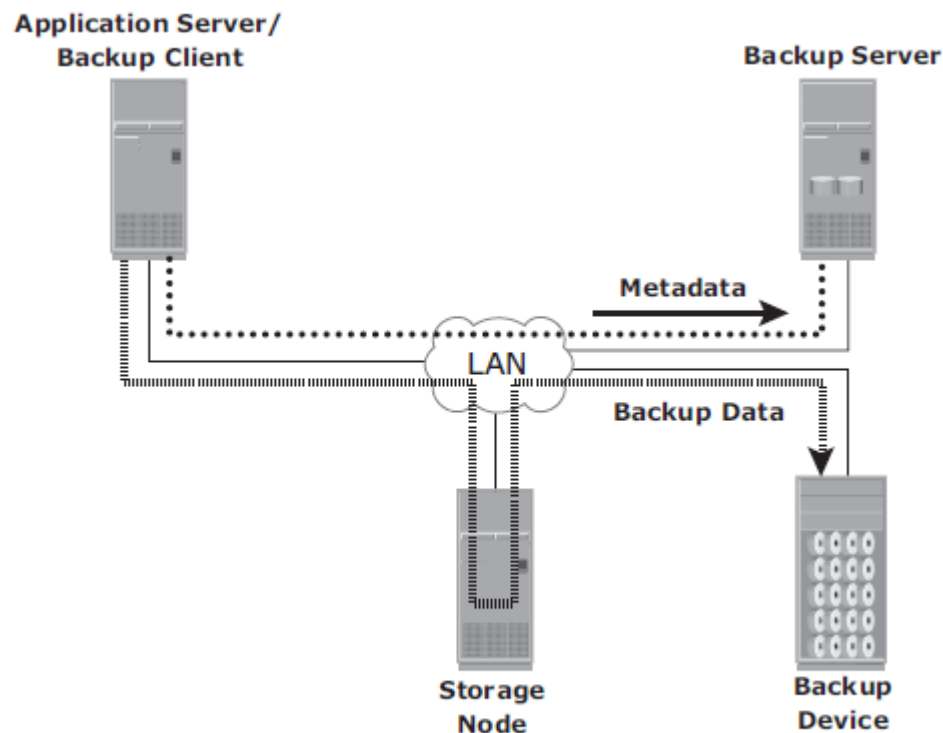 Application Server/
Backup Client
Backup Server
Metadata
LAN
Backup Data
Storage
Node
Backup
Device